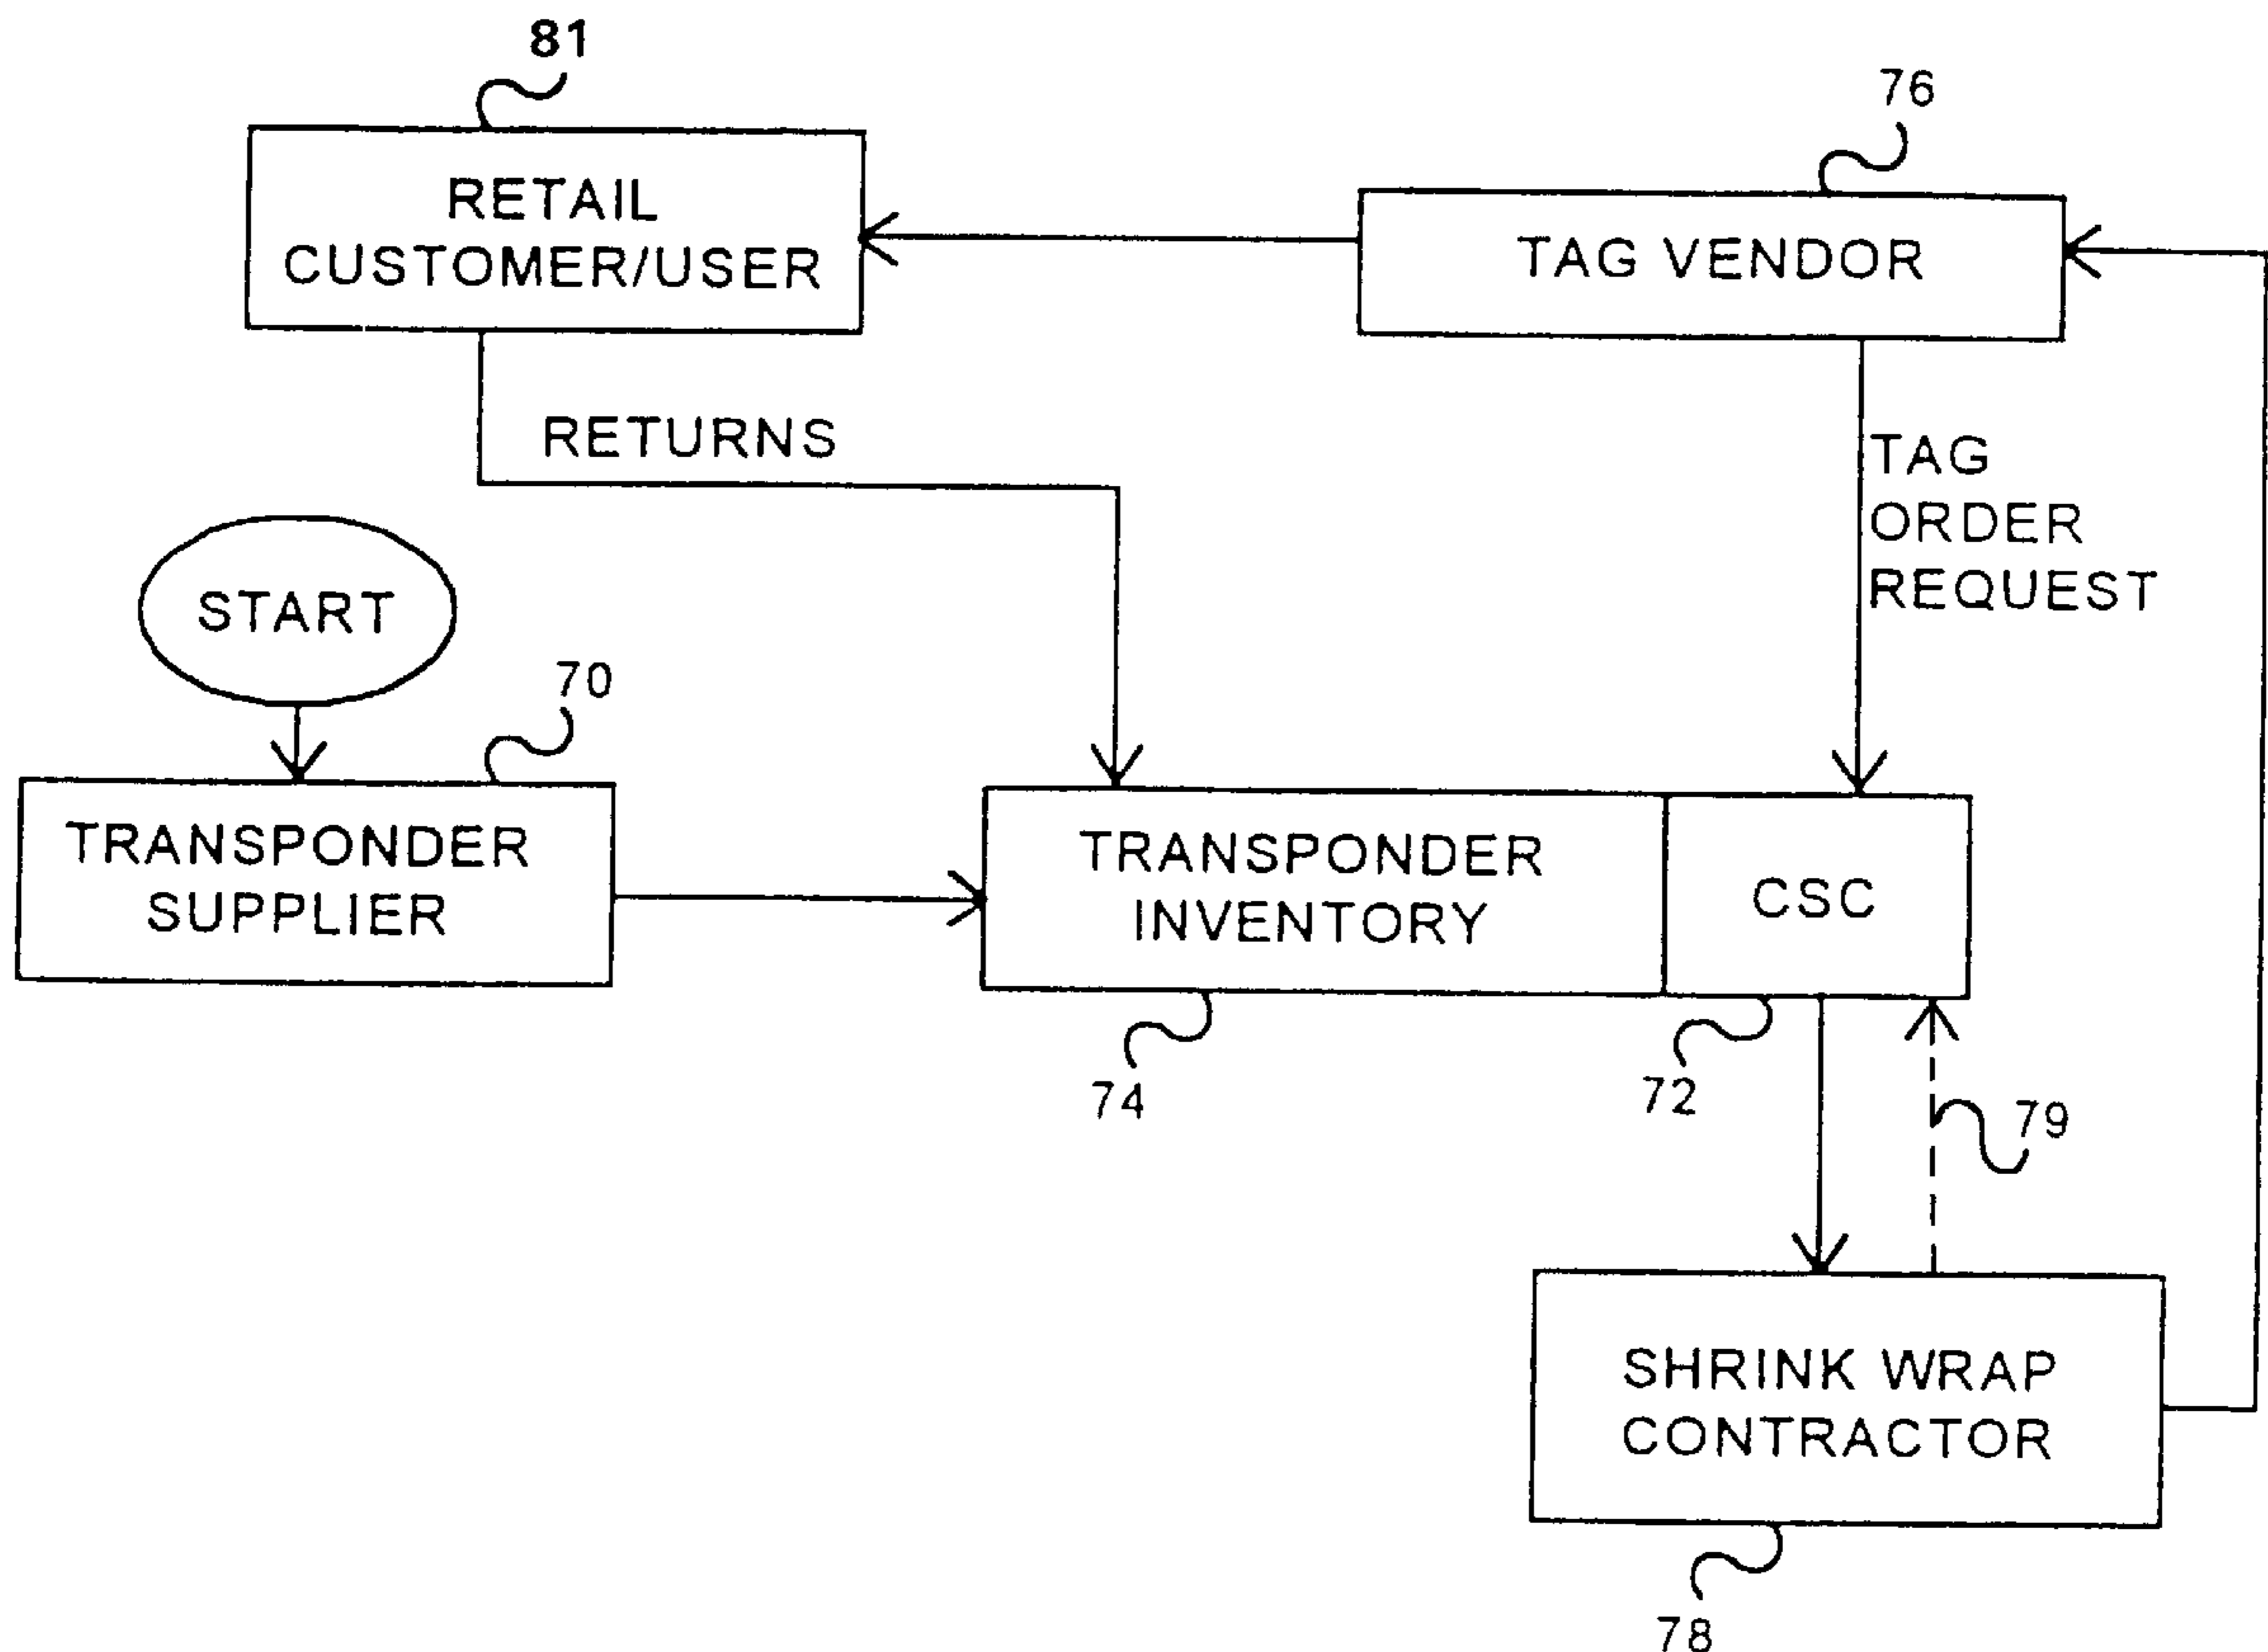 81
76
RETAIL
CUSTOMER/USER
TAG VENDOR
RETURNS
TAG
ORDER
REQUEST
START
70
TRANSPONDER
SUPPLIER
TRANSPONDER
INVENTORY
CSC
74
72
79
SHRINK WRAP
CONTRACTOR
78